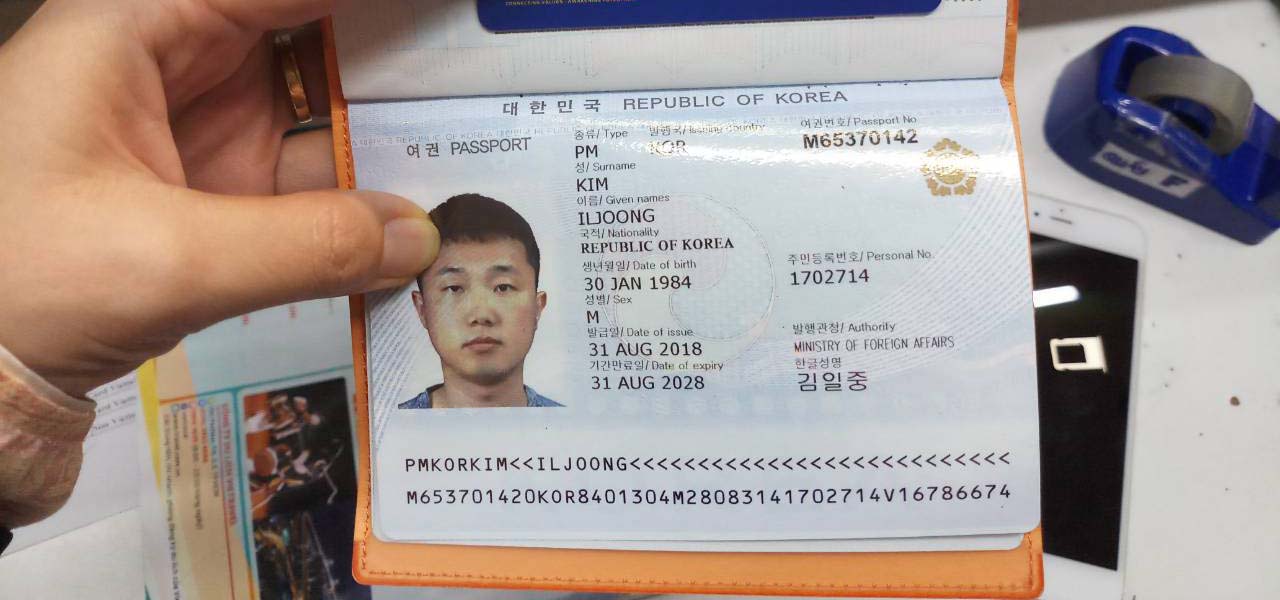 대한민국 REPUBLIC OF KOREA
여권 PASSPORT
종류/ Type 발행국/ Issuing country 여권번호/ Passport No
PM KOR M65370142
성/ Surname
KIM
이름/ Given names
ILJOONG
국적/ Nationality
REPUBLIC OF KOREA
생년월일/ Date of birth 주민등록번호/ Personal No.
30 JAN 1984 1702714
성별/ Sex
M
발급일/ Date of issue 발행관청/ Authority
31 AUG 2018 MINISTRY OF FOREIGN AFFAIRS
기간만료일/ Date of expiry 한글성명
31 AUG 2028 김일중
PMKORKIM<<ILJOONG<<<<<<<<<<<<<<<<<<<<<<<<<<<
M653701420KOR8401304M28083141702714V16786674